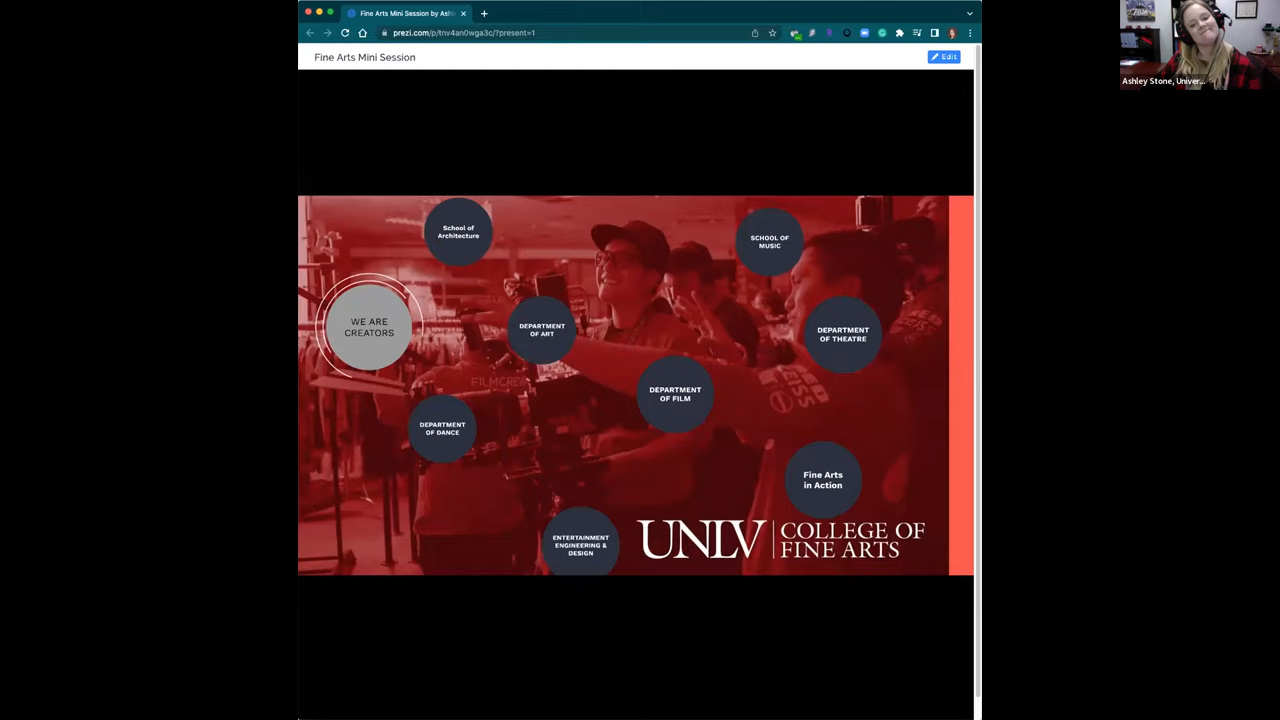 Fine Arts Mini Session by Ash
prezi.com/p/tnv4an0wga3c/?present=1
Fine Arts Mini Session
Edit
Ashley Stone, Univer...
School of
Architecture
SCHOOL OF
MUSIC
WE ARE
CREATORS
DEPARTMENT
OF ART
DEPARTMENT
OF THEATRE
FILMCREW
DEPARTMENT
OF FILM
DEPARTMENT
OF DANCE
Fine Arts
in Action
ENTERTAINMENT
ENGINEERING &
DESIGN
UNLV
COLLEGE OF
FINE ARTS